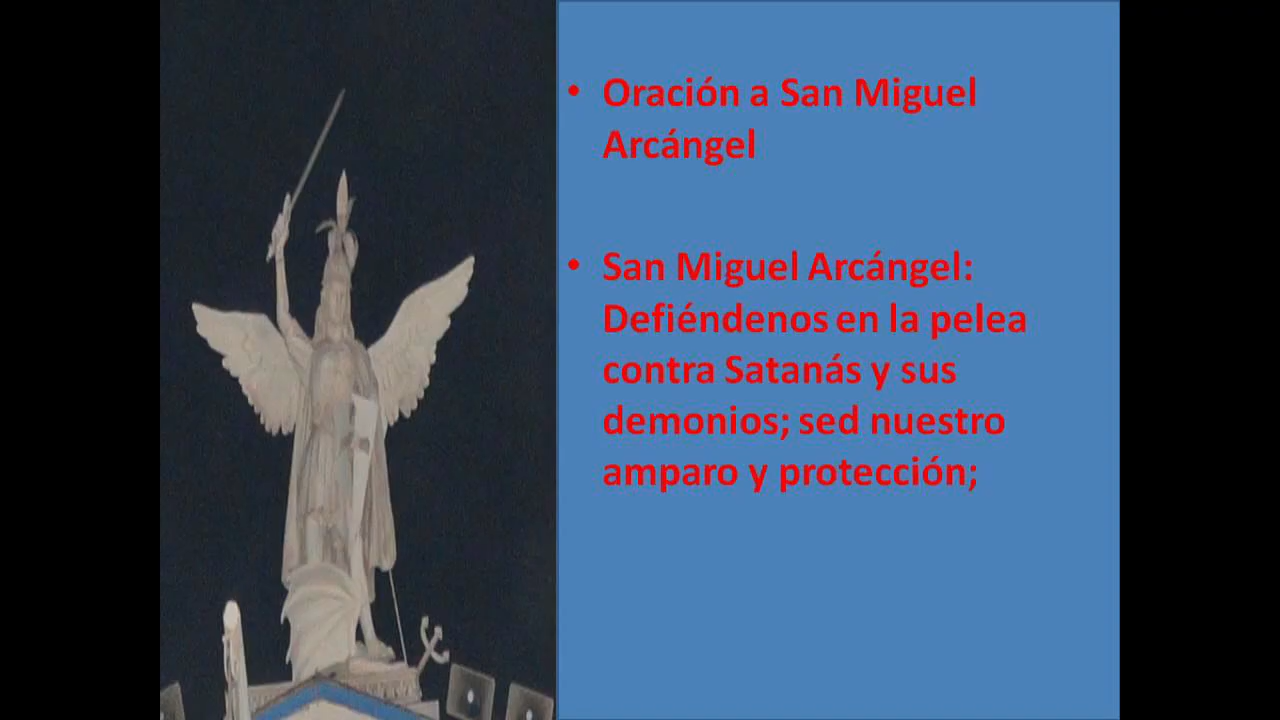 • Oración a San Miguel
Arcángel
• San Miguel Arcángel:
Defiéndenos en la pelea
contra Satanás y sus
demonios; sed nuestro
amparo y protección;